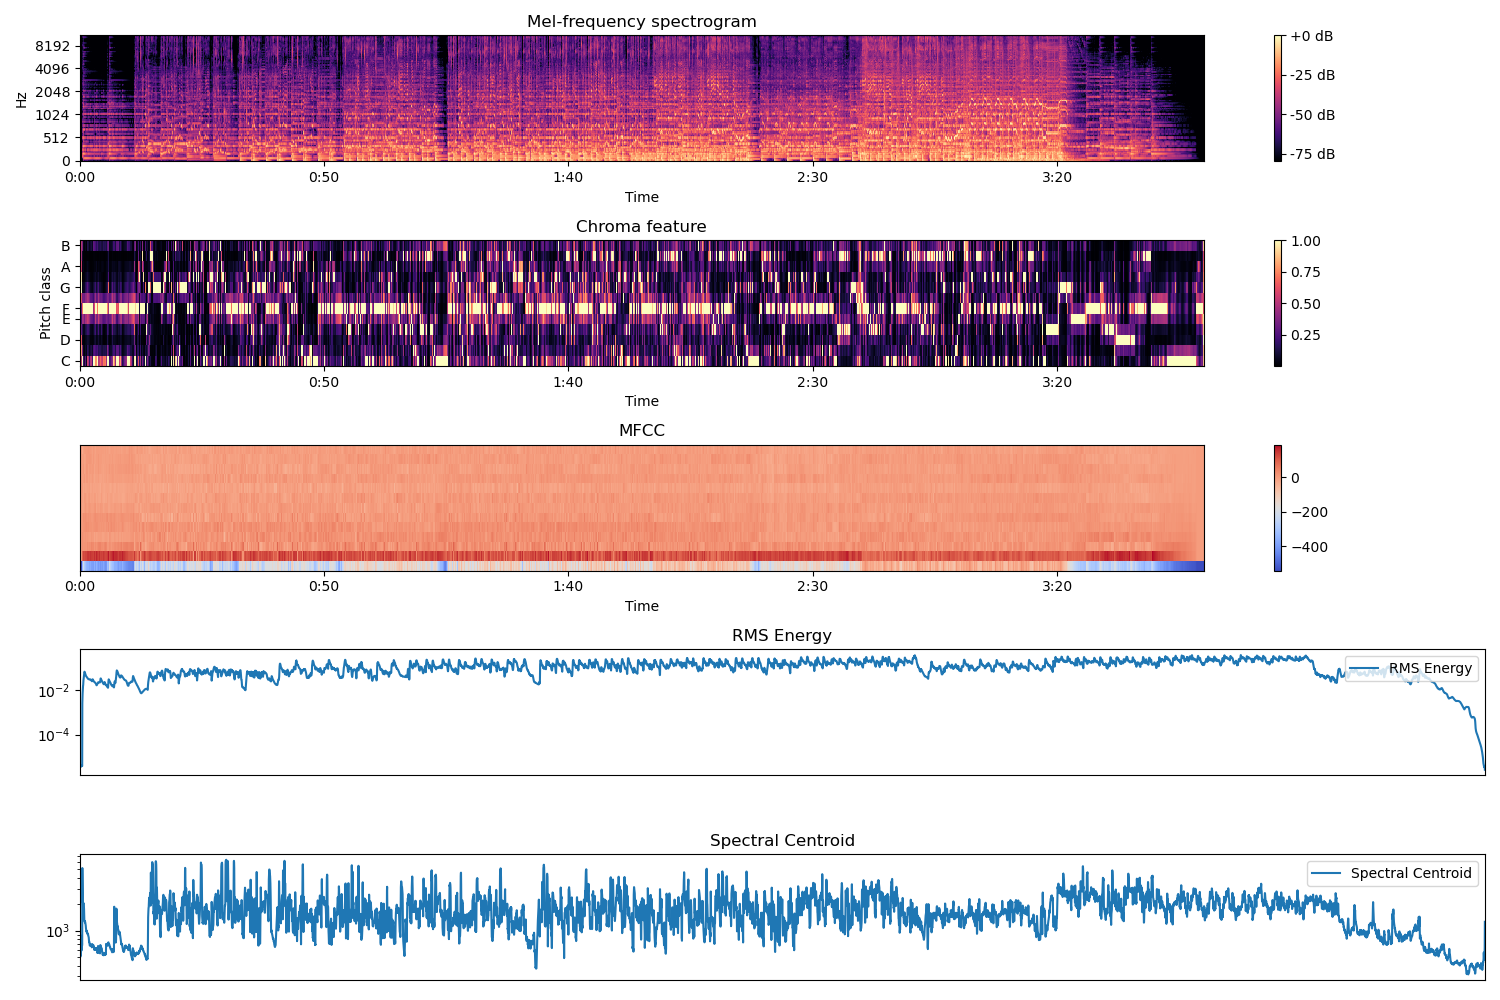 Mel-frequency spectrogram
Hz
8192
4096
2048
1024
512
0
0:00 0:50 1:40 2:30 3:20
Time
+0 dB
-25 dB
-50 dB
-75 dB
Chroma feature
Pitch class
B
A
G
E
E
D
C
0:00 0:50 1:40 2:30 3:20
Time
1.00
0.75
0.50
0.25
MFCC
0:00 0:50 1:40 2:30 3:20
Time
0
−200
−400
RMS Energy
10⁻²
10⁻⁴
RMS Energy
Spectral Centroid
10³
Spectral Centroid